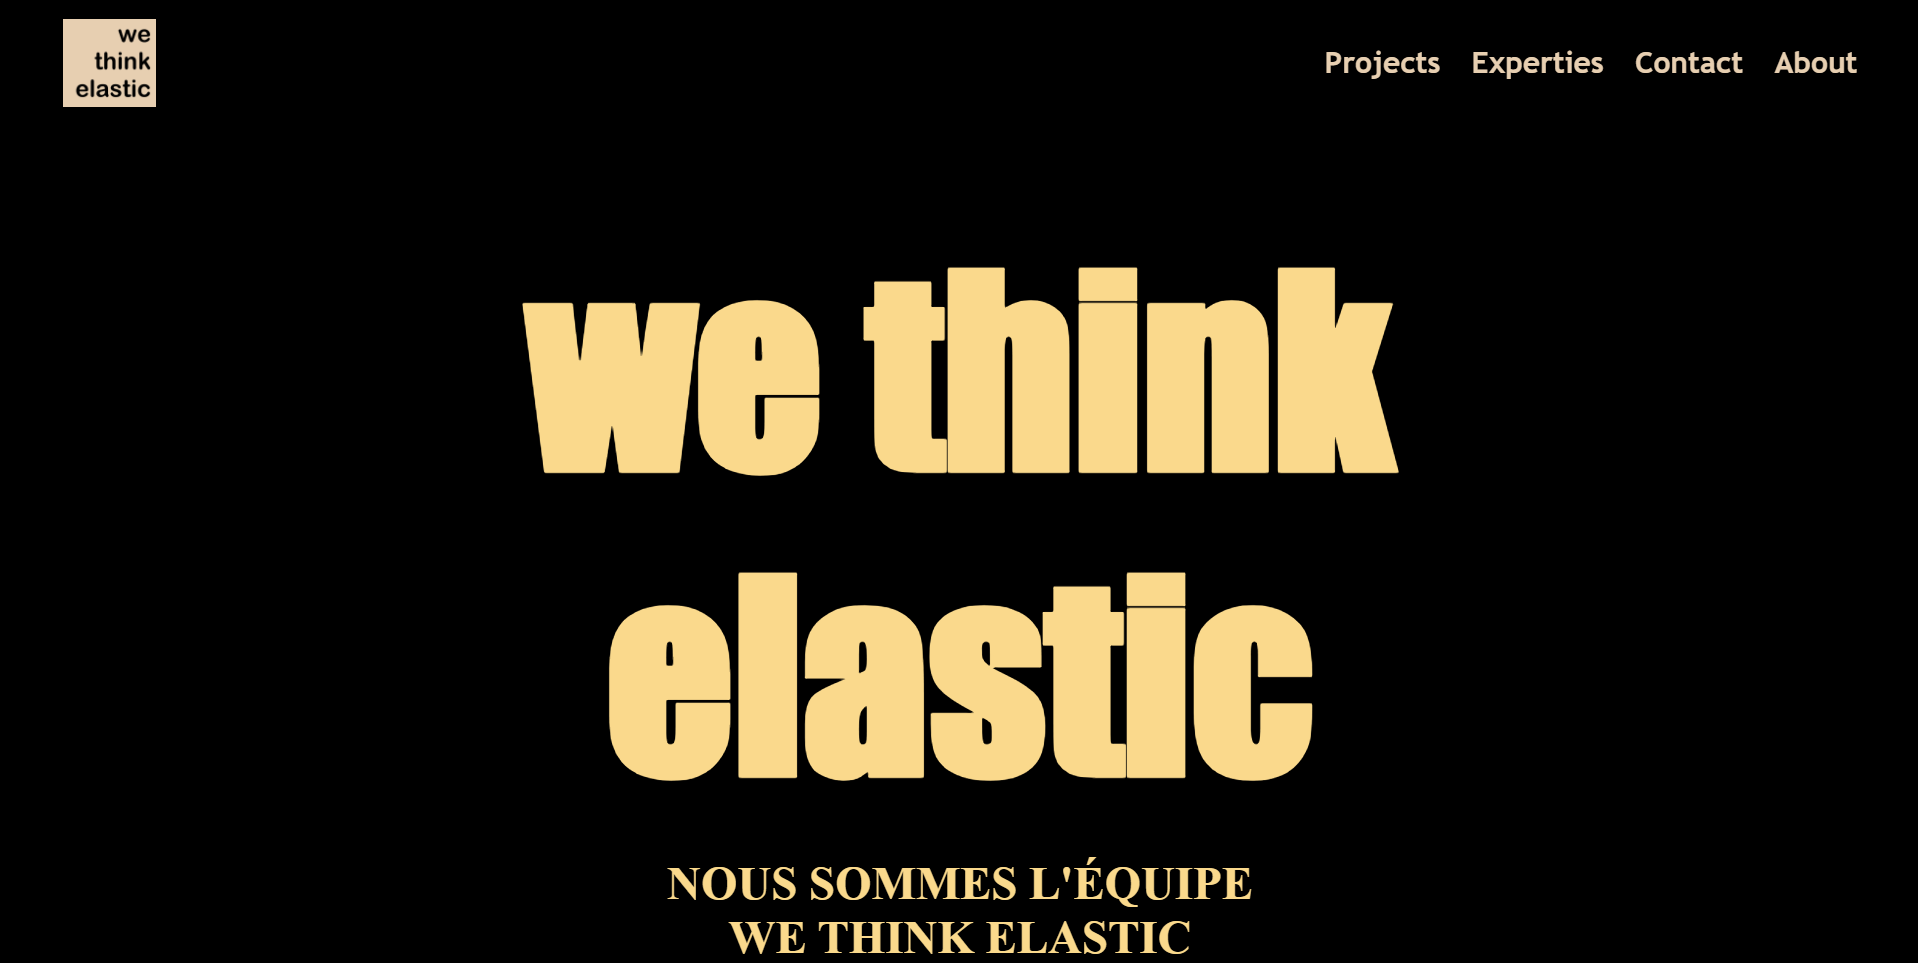 we
think
elastic
Projects Experties Contact About
we think
elastic
NOUS SOMMES L'ÉQUIPE
WE THINK ELASTIC